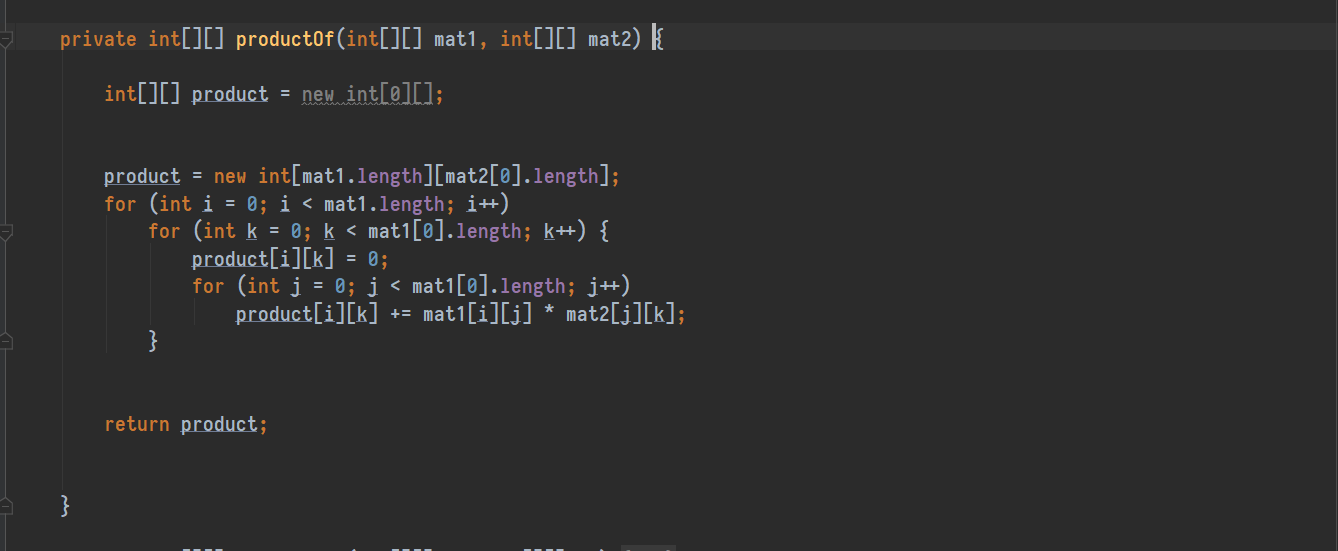 private int[][] productOf(int[][] mat1, int[][] mat2) {
int[][] product = new int[0][];
product = new int[mat1.length][mat2[0].length];
for (int i = 0; i < mat1.length; i++)
for (int k = 0; k < mat1[0].length; k++) {
product[i][k] = 0;
for (int j = 0; j < mat1[0].length; j++)
product[i][k] += mat1[i][j] * mat2[j][k];
}
return product;
}